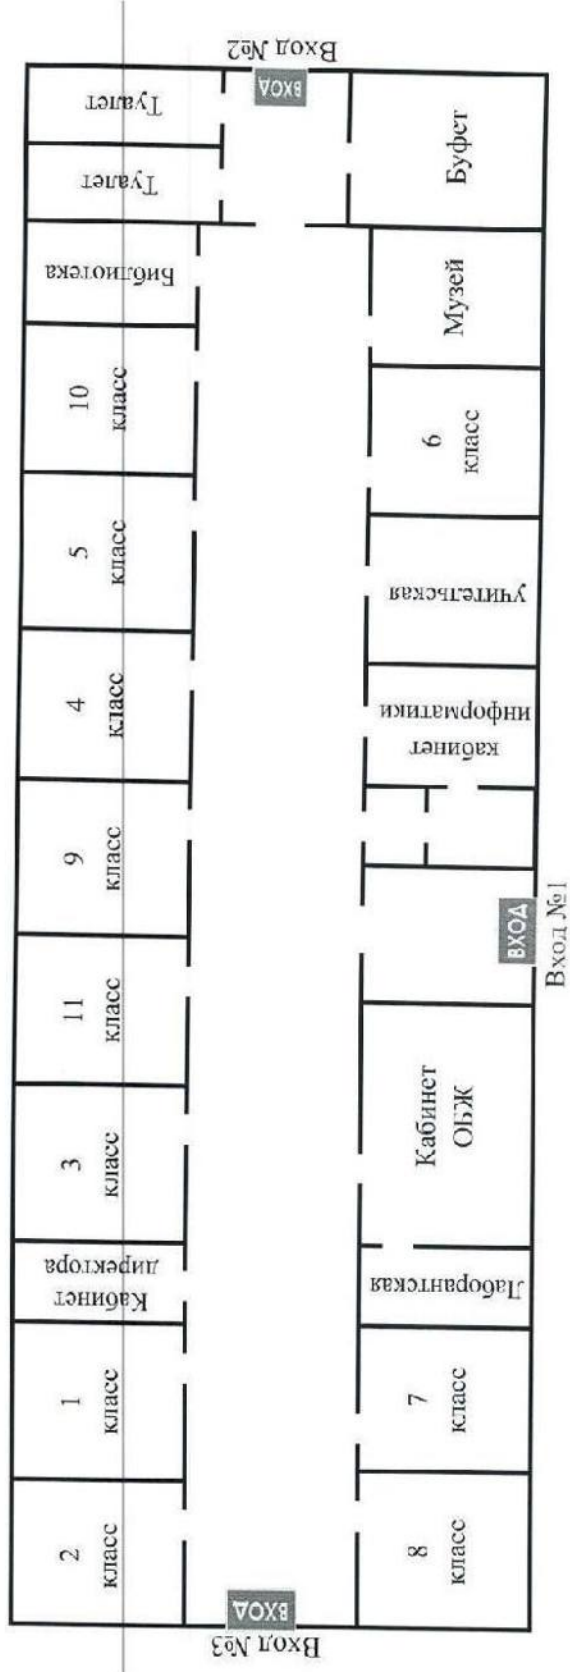 Вход №2
ВХОД
Туалет
Туалет
Библиотека
10
класс
5
класс
4
класс
9
класс
11
класс
3
класс
Кабинет
директора
1
класс
2
класс
Буфет
Музей
6
класс
учительская
кабинет
информатики
ВХОД
Вход №1
Кабинет
ОБЖ
Лаборантская
7
класс
8
класс
ВХОД
Вход №3